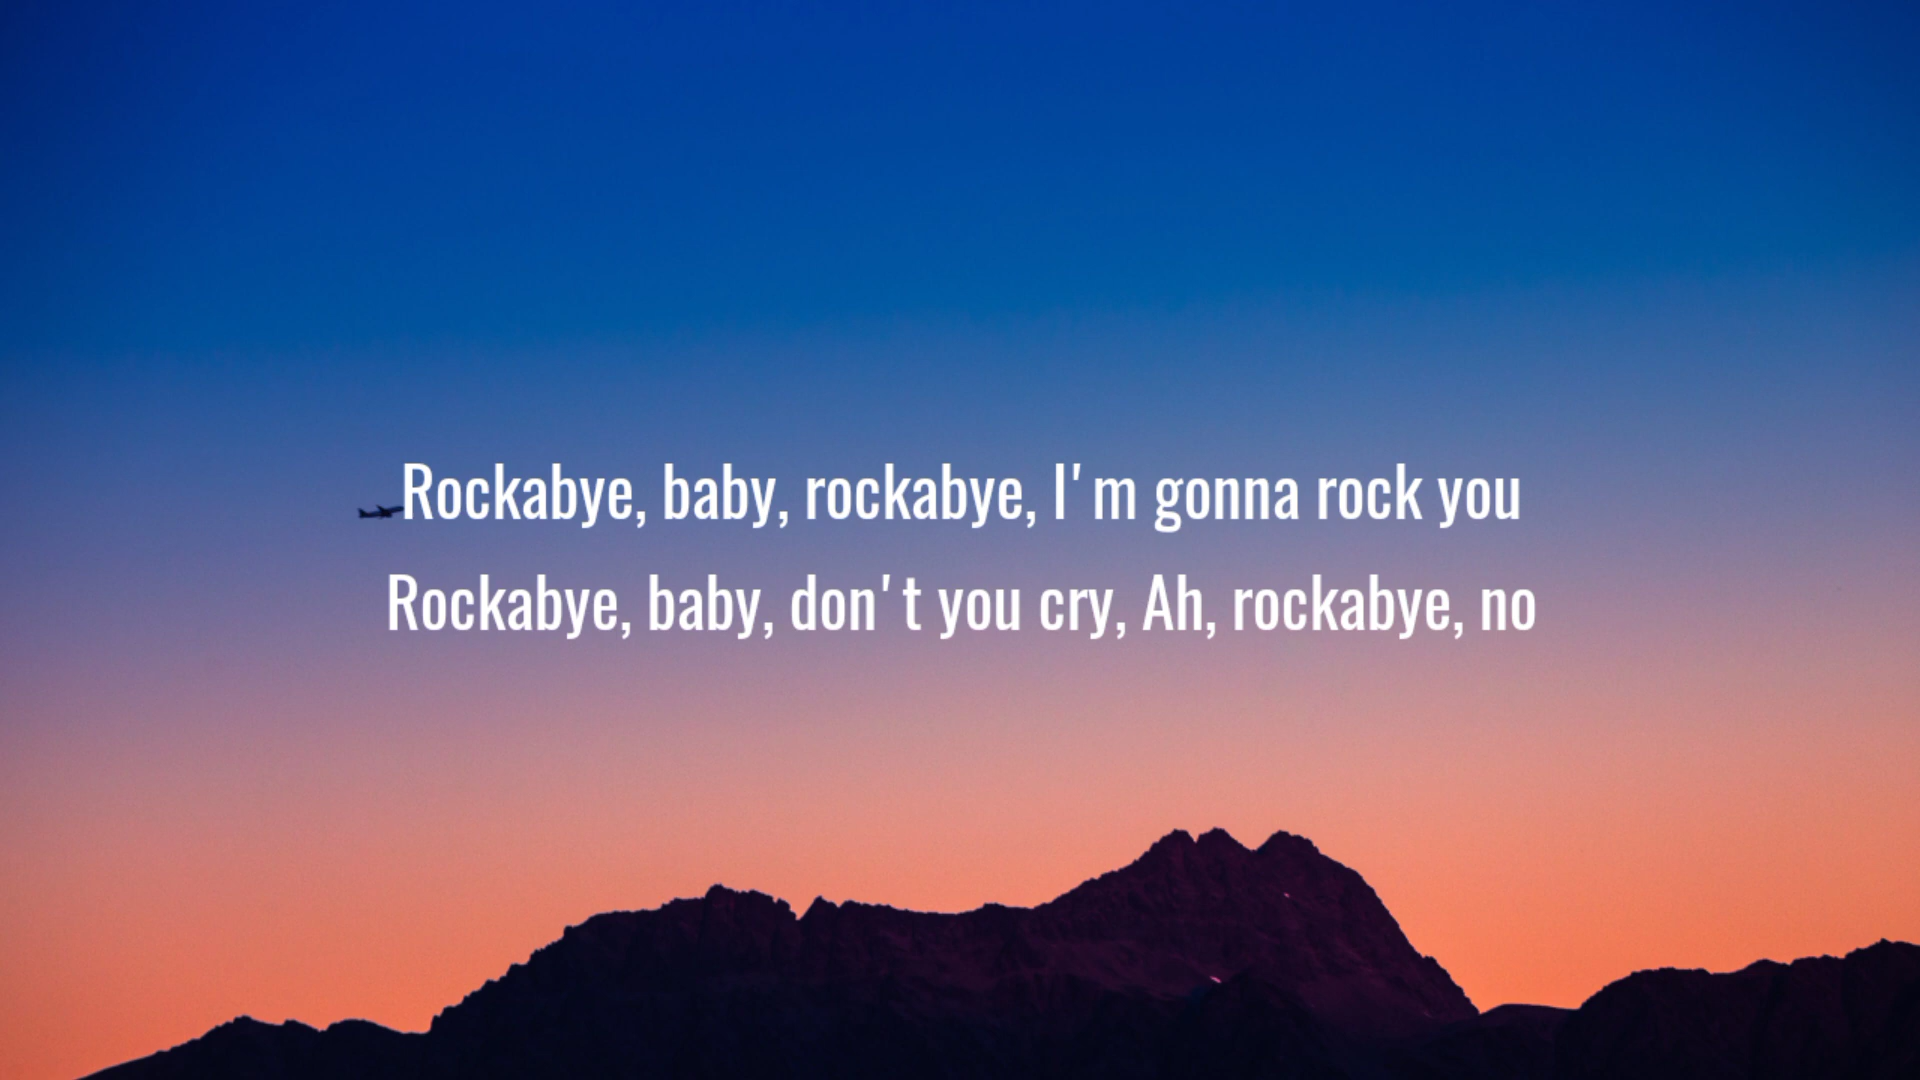 Rockabye, baby, rockabye, I'm gonna rock you
Rockabye, baby, don't you cry, Ah, rockabye, no